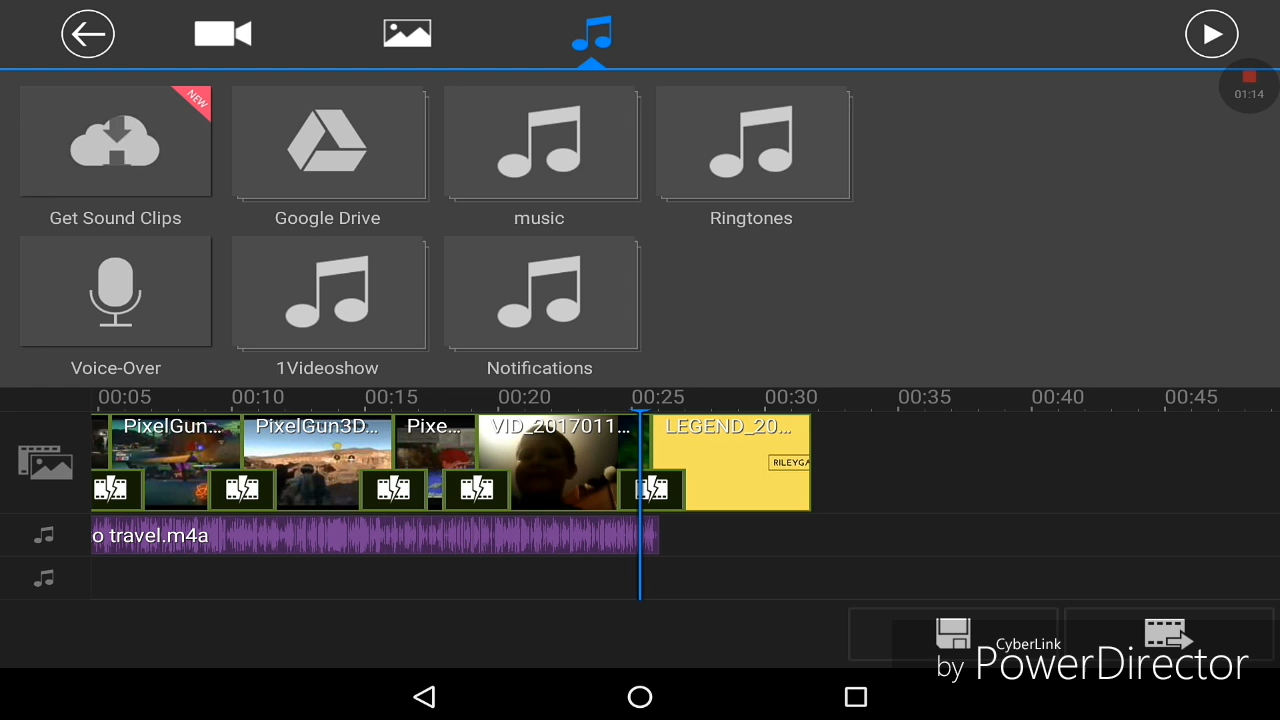 01:14
NEW
Get Sound Clips
Google Drive
music
Ringtones
Voice-Over
1Videoshow
Notifications
00:05 00:10 00:15 00:20 00:25 00:30 00:35 00:40 00:45
PixelGun... PixelGun3D... Pixe... VID_2017011... LEGEND_20...
RILEYGA
o travel.m4a
CyberLink
by PowerDirector